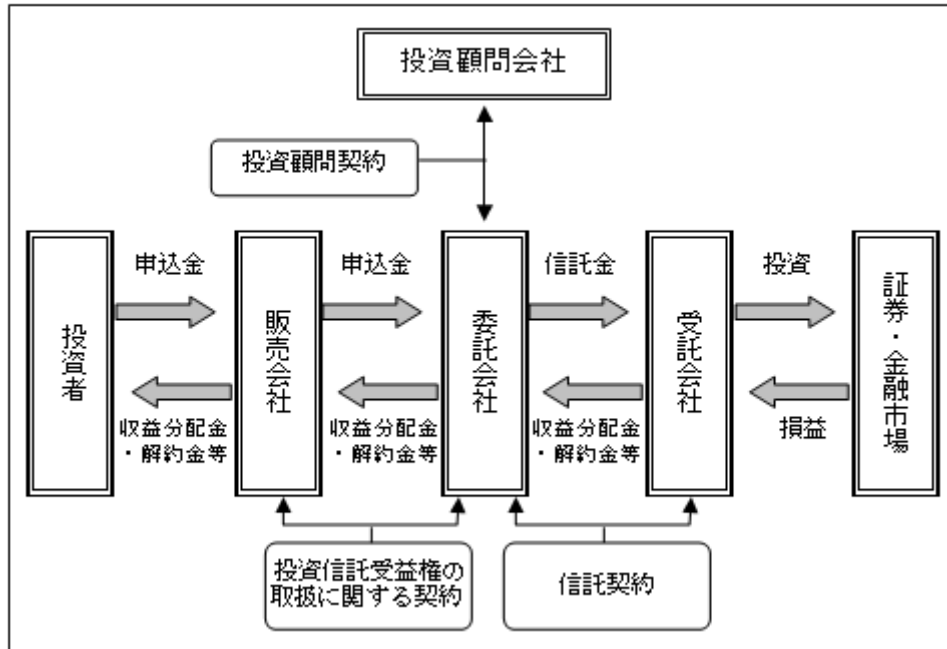 投資顧問会社
投資顧問契約
申込金
申込金
信託金
投資
投資者
販売会社
委託会社
受託会社
証券・金融市場
収益分配金
・解約金等
収益分配金
・解約金等
収益分配金
・解約金等
損益
投資信託受益権の
取扱に関する契約
信託契約